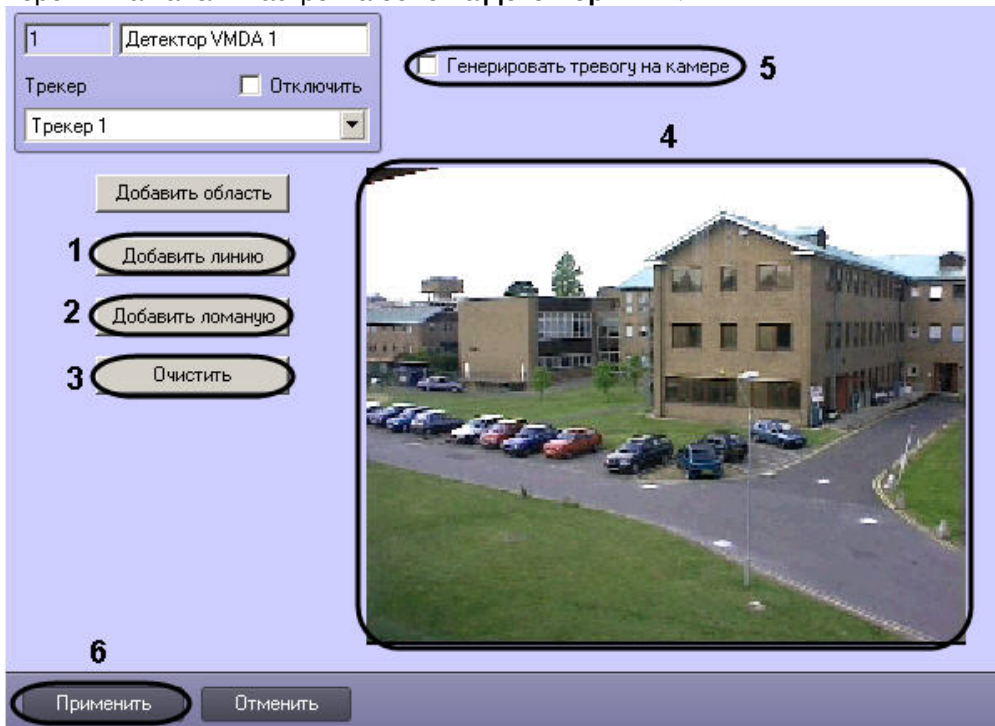 1 Детектор VMDA 1
Трекер Отключить
Трекер 1
Генерировать тревогу на камере 5
4
Добавить область
1 Добавить линию
2 Добавить ломаную
3 Очистить
6
Применить Отменить